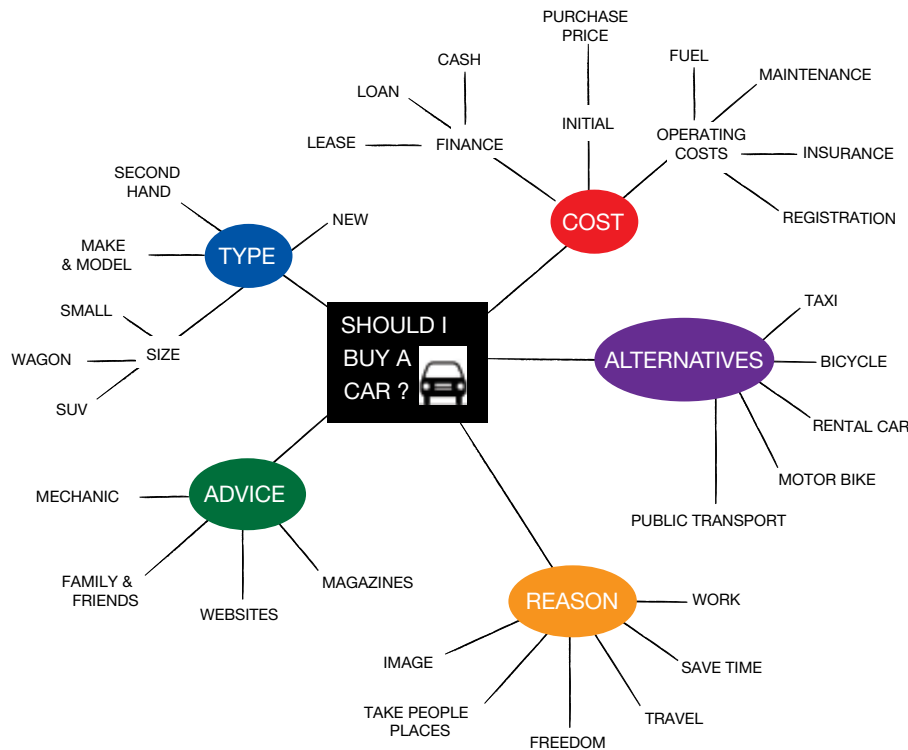 SHOULD I
BUY A
CAR ?
COST
FINANCE
LEASE
LOAN
CASH
INITIAL
PURCHASE
PRICE
OPERATING
COSTS
FUEL
MAINTENANCE
INSURANCE
REGISTRATION
ALTERNATIVES
TAXI
BICYCLE
RENTAL CAR
MOTOR BIKE
PUBLIC TRANSPORT
REASON
WORK
SAVE TIME
TRAVEL
FREEDOM
TAKE PEOPLE
PLACES
IMAGE
ADVICE
MAGAZINES
WEBSITES
FAMILY &
FRIENDS
MECHANIC
TYPE
SECOND
HAND
NEW
MAKE
& MODEL
SIZE
SMALL
WAGON
SUV